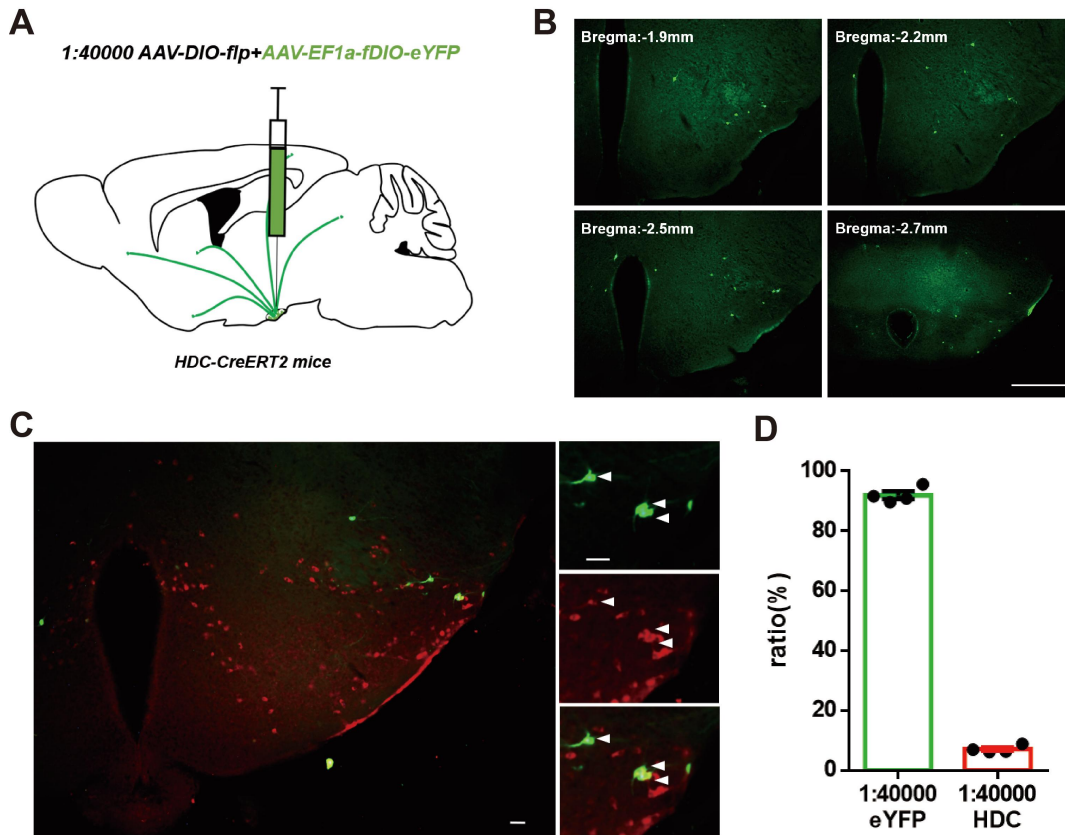 A
1:40000 AAV-DIO-flp+AAV-EF1a-fDIO-eYFP
HDC-CreERT2 mice
B
Bregma:-1.9mm
Bregma:-2.2mm
Bregma:-2.5mm
Bregma:-2.7mm
C
D
ratio(%)
100
80
60
40
20
0
1:40000
eYFP
1:40000
HDC